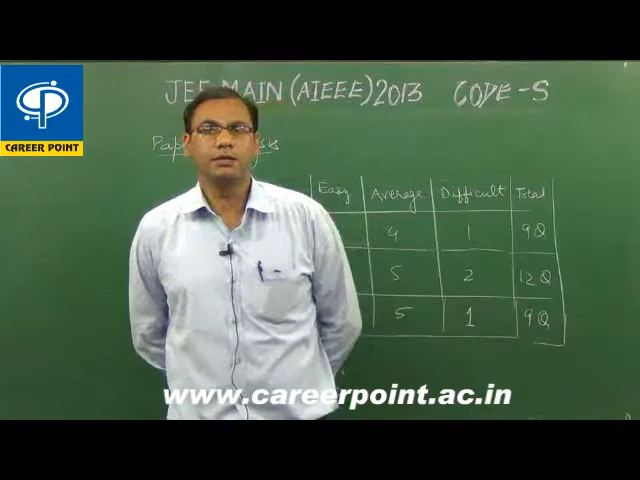 JEE MAIN (AIEEE) 2013 CODE-S
CAREER POINT
Easy Average Difficult Total
4 1 9Q
5 2 12Q
5 1 9Q
www.careerpoint.ac.in